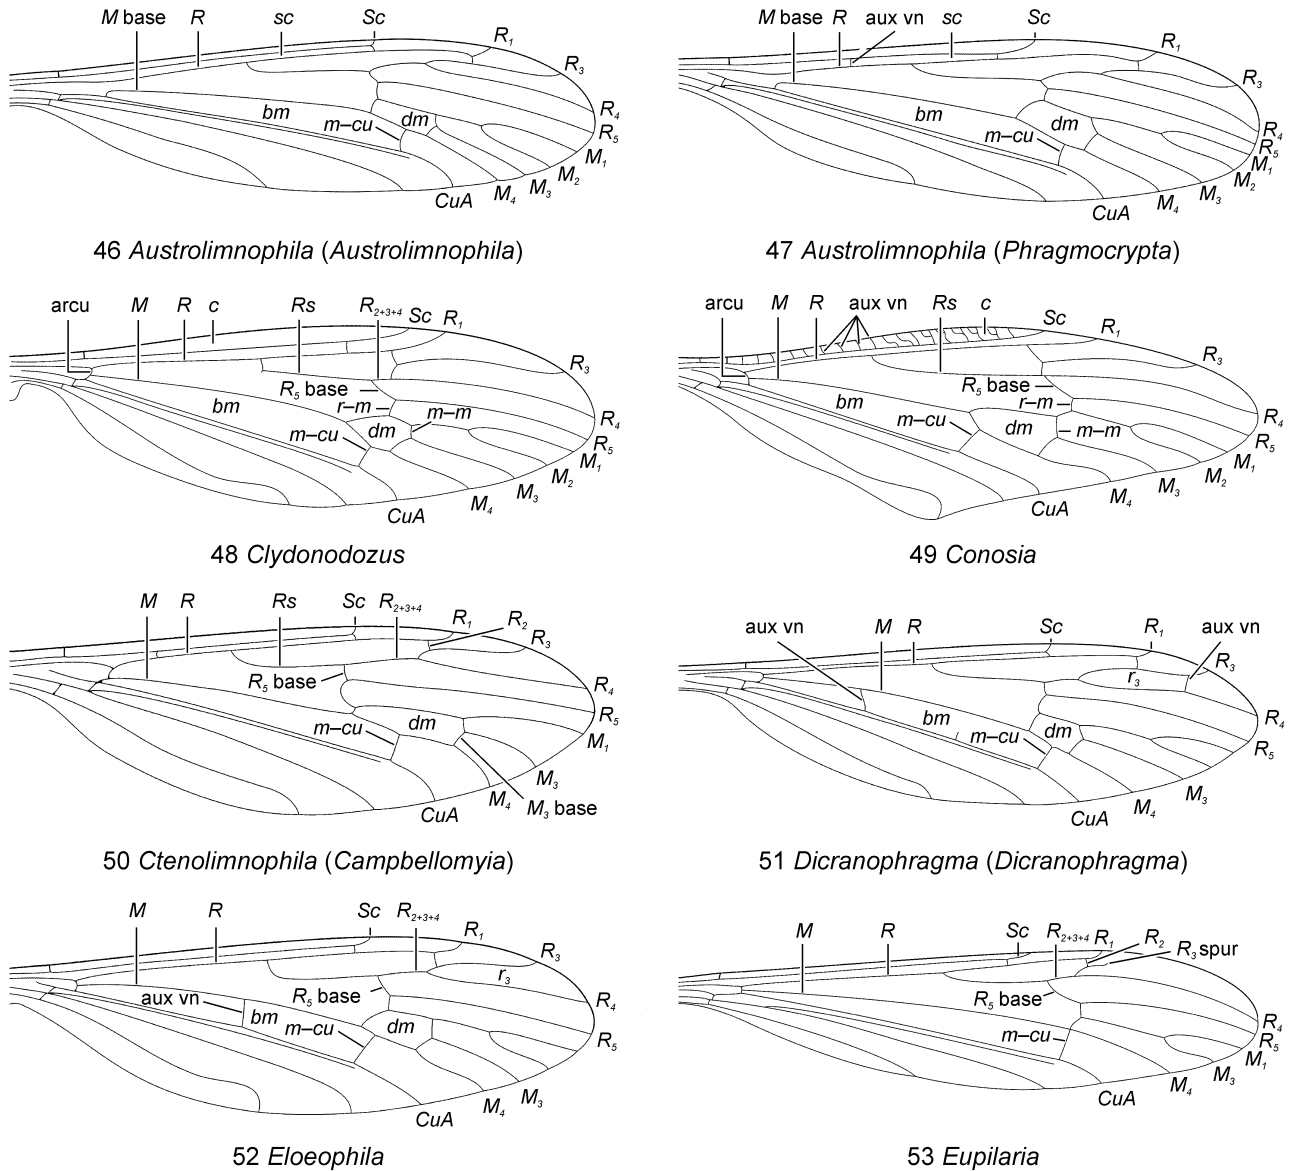 M base R sc Sc R1 R3 R4 R5 M1 M2 M3 M4 CuA bm dm m–cu
46 Austrolimnophila (Austrolimnophila)
M base R aux vn sc Sc R1 R3 R4 R5 M1 M2 M3 M4 CuA bm dm m–cu
47 Austrolimnophila (Phragmocrypta)
arcu M R c Rs R2+3+4 Sc R1 R3 R4 R5 M1 M2 M3 M4 CuA R5 base r–m m–m bm dm m–cu
48 Clydonodozus
arcu M R aux vn Rs c Sc R1 R3 R4 R5 M1 M2 M3 M4 CuA R5 base r–m m–m bm dm m–cu
49 Conosia
M R Rs Sc R2+3+4 R1 R2 R3 R4 R5 M1 M3 M3 base M4 CuA R5 base dm m–cu
50 Ctenolimnophila (Campbellomyia)
aux vn M R Sc R1 aux vn R3 r3 R4 R5 M3 M4 CuA bm dm m–cu
51 Dicranophragma (Dicranophragma)
M R Sc R2+3+4 R1 R3 r3 R4 R5 M3 M4 CuA R5 base aux vn bm dm m–cu
52 Eloeophila
M R Sc R2+3+4 R1 R2 R3 spur R4 R5 M1 M3 M4 CuA R5 base m–cu
53 Eupilaria